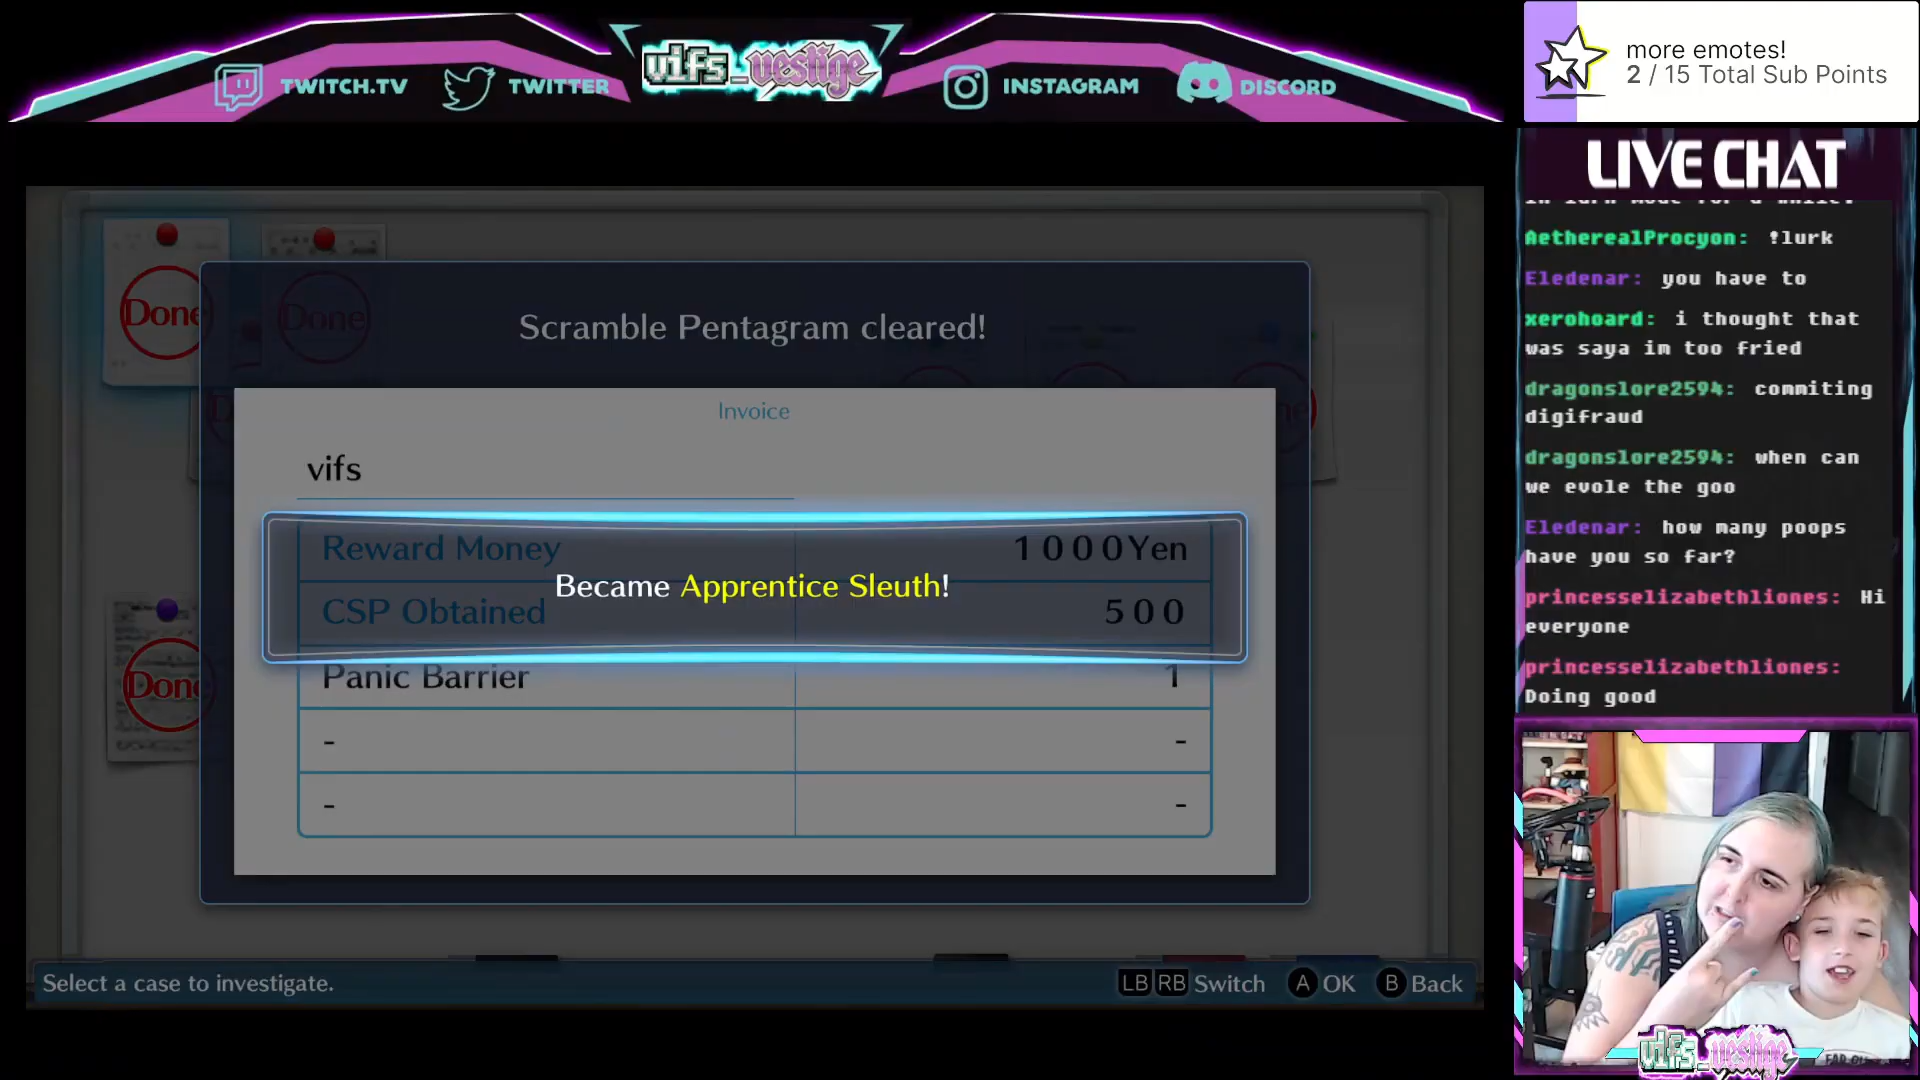 TWITCH.TV
TWITTER
vifs_vestige
INSTAGRAM
DISCORD
more emotes!
2 / 15 Total Sub Points
LIVE CHAT
AetherealProcyon: !lurk
Eledenar: you have to
xerohoard: i thought that
was saya im too fried
dragonslore2594: commiting
digifraud
dragonslore2594: when can
we evole the goo
Eledenar: how many poops
have you so far?
princesselizabethliones: Hi
everyone
princesselizabethliones:
Doing good
Done
Done
Done
Scramble Pentagram cleared!
Invoice
vifs
Reward Money 1000Yen
Became Apprentice Sleuth!
CSP Obtained 500
Panic Barrier 1
- -
- -
Select a case to investigate.
LB RB Switch A OK B Back
vifs_vestige